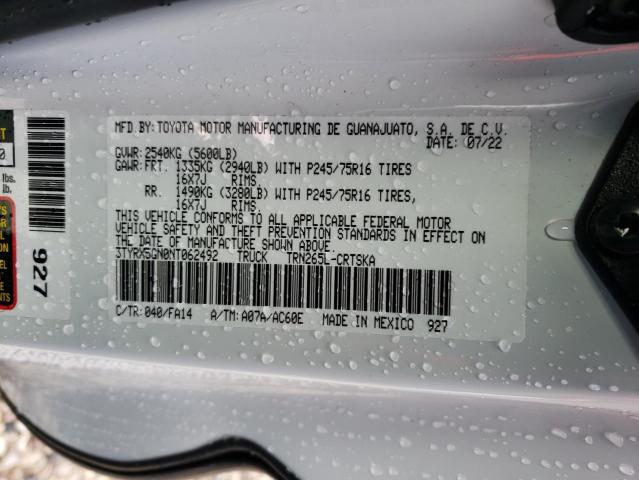 MFD.BY:TOYOTA MOTOR MANUFACTURING DE GUANAJUATO, S.A. DE C.V.
DATE: 07/22
GVWR:2540KG (5600LB)
GAWR:FRT. 1335KG (2940LB) WITH P245/75R16 TIRES
16X7J RIMS,
RR. 1490KG (3280LB) WITH P245/75R16 TIRES,
16X7J RIMS,
THIS VEHICLE CONFORMS TO ALL APPLICABLE FEDERAL MOTOR
VEHICLE SAFETY AND THEFT PREVENTION STANDARDS IN EFFECT ON
THE DATE OF MANUFACTURE SHOWN ABOVE.
3TYRX5GN0NT062492 TRUCK TRN265L-CRTSKA
C/TR:040/FA14 A/TM:A07A/AC60E MADE IN MEXICO 927
927
lbs.
lb.